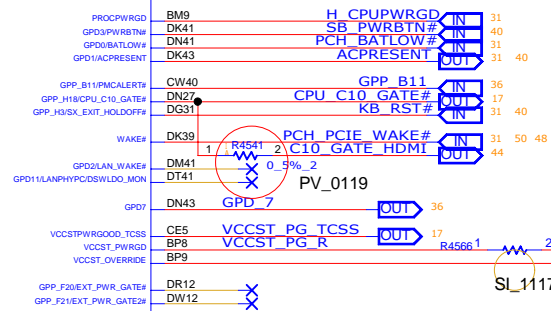 PROCPWRGD BM9 H_CPUPWRGD IN 31
GPD3/PWRBTN# DK41 SB_PWRBTN# IN 40
GPD0/BATLOW# DN41 PCH_BATLOW# IN 31
GPD1/ACPRESENT DK43 ACPRESENT OUT 31 40
GPP_B11/PMCALERT# CW40 GPP_B11 IN 36
GPP_H18/CPU_C10_GATE# DN27 CPU_C10_GATE# OUT 17
GPP_H3/SX_EXIT_HOLDOFF# DG31 KB_RST# IN 31 40
WAKE# DK39 PCH_PCIE_WAKE# IN 31 50 48
1 R4541 2 C10_GATE_HDMI OUT 44
GPD2/LAN_WAKE# DM41 0_5%_2
GPD11/LANPHYPC/DSWLDO_MON DT41 PV_0119
GPD7 DN43 GPD_7 OUT 36
VCCSTPWRGOOD_TCSS CE5 VCCST_PG_TCSS OUT 17
VCCST_PWRGD BP8 VCCST_PG_R R4566 1 2
VCCST_OVERRIDE BP9
SI_1117
GPP_F20/EXT_PWR_GATE# DR12
GPP_F21/EXT_PWR_GATE2# DW12